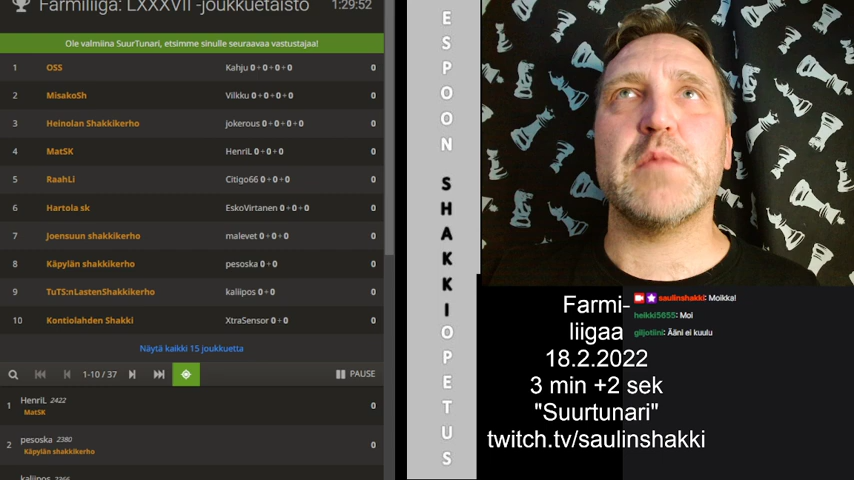 Farmiliiga: LXXXVII -joukkuetaisto 1:29:52
Ole valmiina SuurTunari, etsimme sinulle seuraavaa vastustajaa!
1 OSS Kahju 0+0+0+0 0
2 MisakoSh Vilkku 0+0+0+0 0
3 Heinolan Shakkikerho jokerous 0+0+0+0 0
4 MatSK HenriL 0+0+0 0
5 RaahLi Citigo66 0+0+0 0
6 Hartola sk EskoVirtanen 0+0+0 0
7 Joensuun shakkikerho malevet 0+0+0 0
8 Käpylän shakkikerho pesoska 0+0 0
9 TuTS:nLastenShakkikerho kaliipos 0+0 0
10 Kontiolahden Shakki XtraSensor 0+0 0
Näytä kaikki 15 joukkuetta
1-10 / 37 PAUSE
1 HenriL 2422 0
MatSK
2 pesoska 2380 0
Käpylän shakkikerho
kaliipos 2366
ESPOON SHAKKIOPETUS
Farmi-
liigaa
18.2.2022
3 min +2 sek
"Suurtunari"
twitch.tv/saulinshakki
saulinshakki: Moikka!
heikki5655: Moi
giijotiini: Ääni ei kuulu